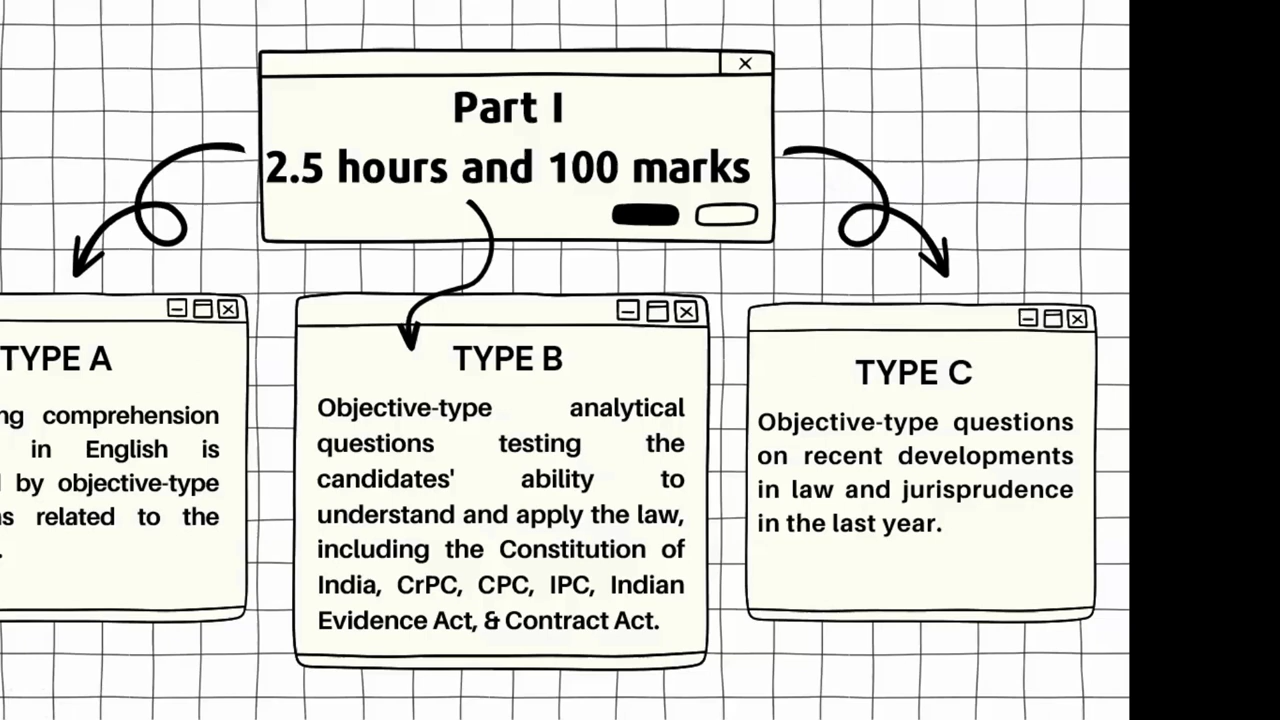 Part I
2.5 hours and 100 marks
TYPE A
comprehension
in English is
by objective-type
related to the
TYPE B
Objective-type analytical
questions testing the
candidates' ability to
understand and apply the law,
including the Constitution of
India, CrPC, CPC, IPC, Indian
Evidence Act, & Contract Act.
TYPE C
Objective-type questions
on recent developments
in law and jurisprudence
in the last year.